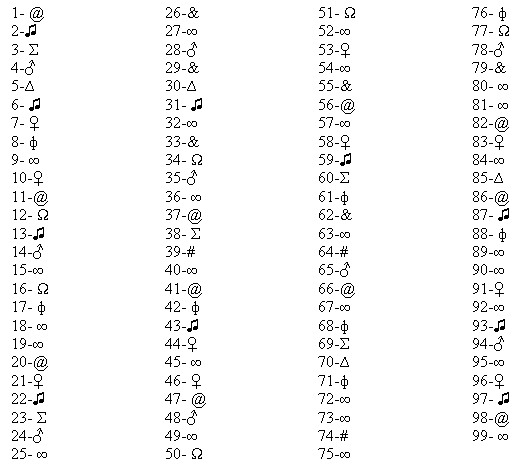 1- @ 26-& 51- Ω 76- ϕ
2-♫ 27-∞ 52-∞ 77- Ω
3- Σ 28-♂ 53-♀ 78-♂
4-♂ 29-& 54-∞ 79-&
5-Δ 30-Δ 55-& 80- ∞
6- ♫ 31- ♫ 56-@ 81- ∞
7- ♀ 32-∞ 57-∞ 82-@
8- ϕ 33-& 58-♀ 83-♀
9- ∞ 34- Ω 59-♫ 84-∞
10-♀ 35-♂ 60-Σ 85-Δ
11-@ 36- ∞ 61-ϕ 86-@
12- Ω 37-@ 62-& 87- ♫
13-♫ 38- Σ 63-∞ 88- ϕ
14-♂ 39-# 64-# 89-∞
15-∞ 40-∞ 65-♂ 90-∞
16- Ω 41-@ 66-@ 91-♀
17- ϕ 42- ϕ 67-∞ 92-∞
18- ∞ 43-♫ 68-ϕ 93-♫
19-∞ 44-♀ 69-Σ 94-♂
20-@ 45-∞ 70-Δ 95-∞
21-♀ 46- ♀ 71-ϕ 96-♀
22-♫ 47- @ 72-∞ 97- ♫
23- Σ 48-♂ 73-∞ 98-@
24-♂ 49-∞ 74-# 99-∞
25- ∞ 50- Ω 75-∞